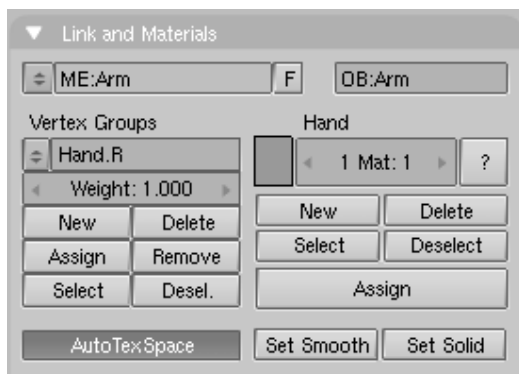 Link and Materials
ME:Arm F OB:Arm
Vertex Groups Hand
Hand.R 1 Mat: 1 ?
Weight: 1.000
New Delete New Delete
Assign Remove Select Deselect
Select Desel. Assign
AutoTexSpace Set Smooth Set Solid